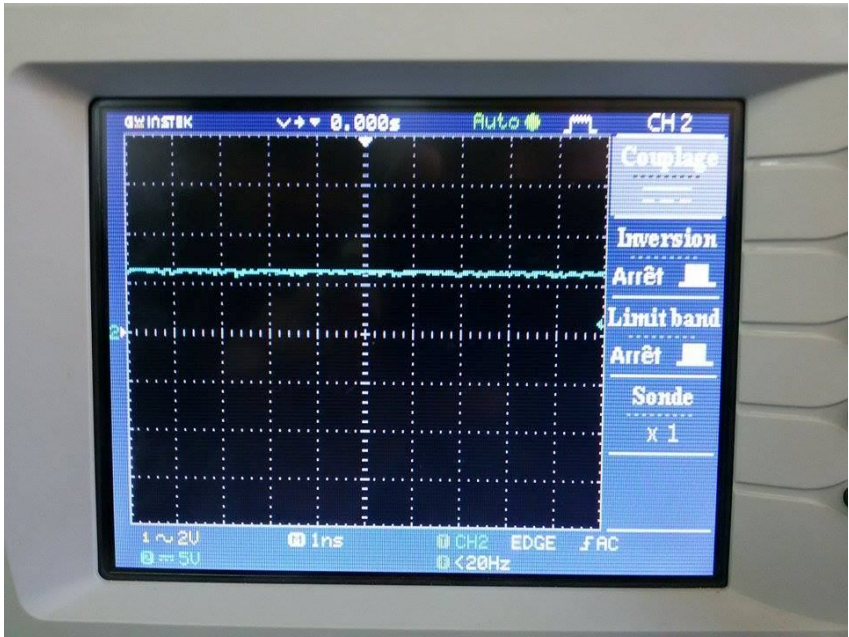 GW INSTEK 0.000s Auto CH 2
Couplage
Inversion
Arrêt
Limit band
Arrêt
Sonde
x 1
2
1 2V M 1ns T CH2 EDGE AC
2 5V F <20Hz